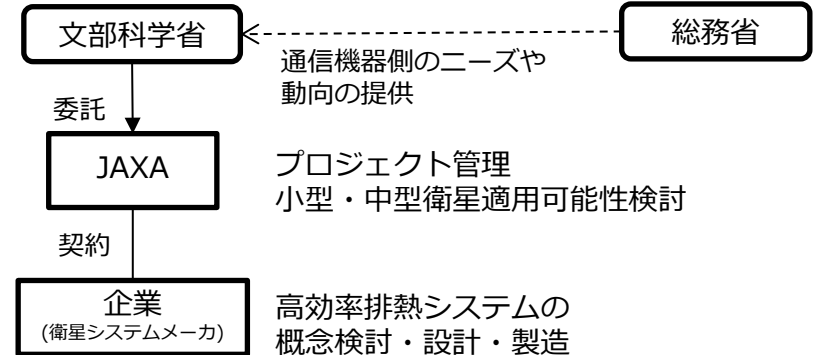 文部科学省
総務省
通信機器側のニーズや
動向の提供
委託
JAXA
プロジェクト管理
小型・中型衛星適用可能性検討
契約
企業
(衛星システムメーカ)
高効率排熱システムの
概念検討・設計・製造